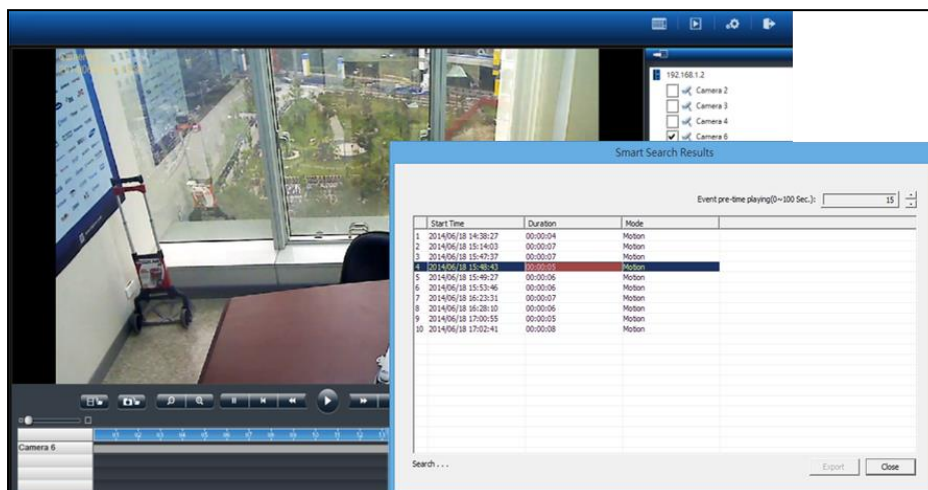 192.168.1.2
Camera 2
Camera 3
Camera 4
Camera 6
Smart Search Results
Event pre-time playing(0~100 Sec.): 15
Start Time Duration Mode
1 2014/06/18 14:38:27 00:00:04 Motion
2 2014/06/18 15:14:03 00:00:07 Motion
3 2014/06/18 15:47:37 00:00:07 Motion
4 2014/06/18 15:48:43 00:00:05 Motion
5 2014/06/18 15:49:27 00:00:06 Motion
6 2014/06/18 15:53:46 00:00:06 Motion
7 2014/06/18 16:23:31 00:00:07 Motion
8 2014/06/18 16:28:10 00:00:06 Motion
9 2014/06/18 17:00:55 00:00:05 Motion
10 2014/06/18 17:02:41 00:00:08 Motion
Camera 6
Search . . .
Export Close